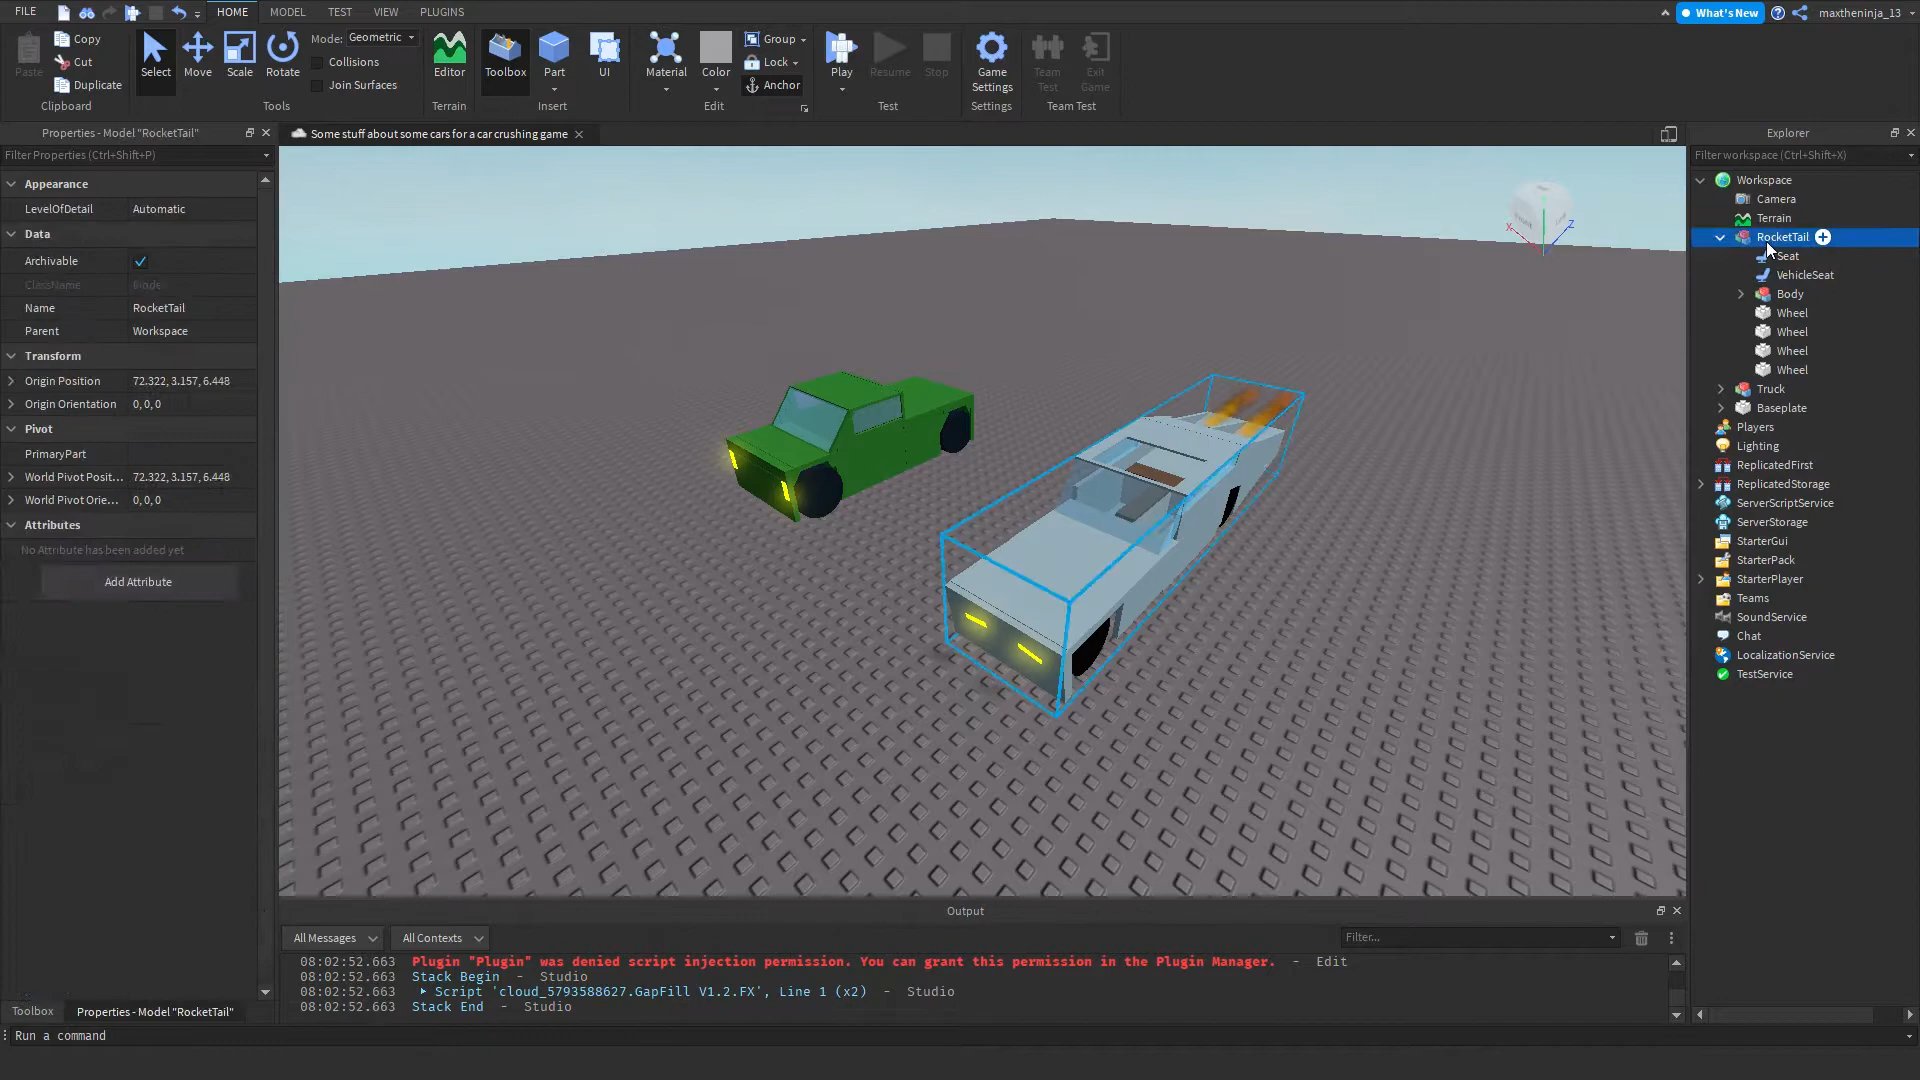 FILE
HOME
MODEL
TEST
VIEW
PLUGINS
What's New
maxtheninja_13
Paste
Copy
Cut
Duplicate
Clipboard
Select
Move
Scale
Rotate
Mode: Geometric
Collisions
Join Surfaces
Tools
Editor
Terrain
Toolbox
Part
UI
Insert
Material
Color
Group
Lock
Anchor
Edit
Play
Resume
Stop
Test
Game
Settings
Settings
Team
Test
Exit
Game
Team Test
Properties - Model "RocketTail"
Filter Properties (Ctrl+Shift+P)
Appearance
LevelOfDetail Automatic
Data
Archivable
ClassName
Name RocketTail
Parent Workspace
Transform
Origin Position 72.322, 3.157, 6.448
Origin Orientation 0, 0, 0
Pivot
PrimaryPart
World Pivot Posit... 72.322, 3.157, 6.448
World Pivot Orie... 0, 0, 0
Attributes
No Attribute has been added yet
Add Attribute
Toolbox
Properties - Model "RocketTail"
Some stuff about some cars for a car crushing game
X
Z
Output
All Messages
All Contexts
Filter...
08:02:52.663 Plugin "Plugin" was denied script injection permission. You can grant this permission in the Plugin Manager. - Edit
08:02:52.663 Stack Begin - Studio
08:02:52.663 Script 'cloud_5793588627.GapFill V1.2.FX', Line 1 (x2) - Studio
08:02:52.663 Stack End - Studio
Run a command
Explorer
Filter workspace (Ctrl+Shift+X)
Workspace
Camera
Terrain
RocketTail
Seat
VehicleSeat
Body
Wheel
Wheel
Wheel
Wheel
Truck
Baseplate
Players
Lighting
ReplicatedFirst
ReplicatedStorage
ServerScriptService
ServerStorage
StarterGui
StarterPack
StarterPlayer
Teams
SoundService
Chat
LocalizationService
TestService